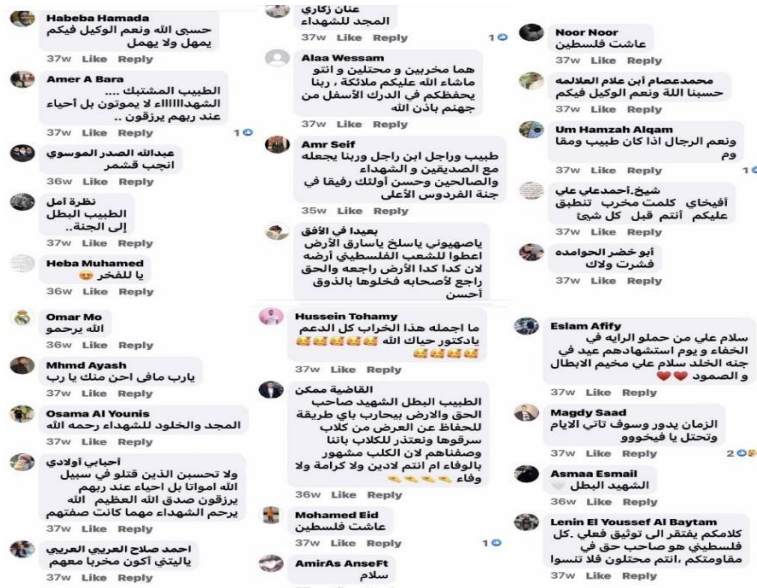 Habeba Hamada
حسبي الله ونعم الوكيل فيكم
يمهل ولا يهمل
37w Like Reply
Amer A Bara
الطبيب المشتبك ....
الشهداااااااء لا يموتون بل أحياء
عند ربهم يرزقون ..
37w Like Reply 1
عبدالله الصدر الموسوي
انجب قشمر
36w Like Reply
نظرة آمل
الطبيب البطل
إلى الجنة..
37w Like Reply
Heba Muhamed
يا للفخر 😍
36w Like Reply
Omar Mo
الله يرحمو
36w Like Reply
Mhmd Ayash
يارب مافى احن منك يا رب
37w Like Reply
Osama Al Younis
المجد والخلود للشهداء رحمه الله
37w Like Reply
أحبابي أولادي
ولا تحسبن الذين قتلو في سبيل
الله امواتا بل احياء عند ربهم
يرزقون صدق الله العظيم الله
يرحم الشهداء مهما كانت صفتهم
37w Like Reply
احمد صلاح العريبي العريبي
ياليتني أكون مخربا معهم
37w Like Reply
عنان زكاري
المجد للشهداء
37w Like Reply 1
Alaa Wessam
هما مخربين و محتلين و انتو
ماشاء الله عليكم ملائكة ، ربنا
يحفظكم في الدرك الأسفل من
جهنم باذن الله
37w Like Reply
Amr Seif
طبيب وراجل ابن راجل وربنا يجعله
مع الصديقين و الشهداء
والصالحين وحسن أولئك رفيقا في
جنة الفردوس الأعلى
35w Like Reply
بعيدا في الأفق
ياصهيوني ياسلخ ياسارق الأرض
اعطوا للشعب الفلسطيني أرضه
لان كدا كدا الأرض راجعه والحق
راجع لأصحابه فخلوها بالذوق
أحسن
Hussein Tohamy
ما اجمله هذا الخراب كل الدعم
يادكتور حياك الله 🥰🥰🥰🥰🥰
🥰🥰🥰🥰
37w Like Reply
القاضية ممكن
الطبيب البطل الشهيد صاحب
الحق والارض بيحارب باي طريقة
للحفاظ عن العرض من كلاب
سرقوها ونعتذر للكلاب باننا
وصفناهم لان الكلب مشهور
بالوفاء ام انتم لادين ولا كرامة ولا
وفاء
36w Like Reply
Mohamed Eid
عاشت فلسطين
37w Like Reply 1
AmirAs AnseFt
سلام
Noor Noor
عاشت فلسطين
37w Like Reply
محمدعصام أبن علام العلالمه
حسبنا اللة ونعم الوكيل فيكم
37w Like Reply
Um Hamzah Alqam
ونعم الرجال اذا كان طبيب ومقا
وم
37w Like Reply 1
شيخ.أحمدعلي علي
أفيخاي كلمت مخرب تنطبق
عليكم أنتم قبل كل شئ
37w Like Reply
أبو خضر الحوامده
فشرت ولاك
37w Like Reply
Eslam Afify
سلام علي من حملو الرايه في
الخفاء و يوم استشهادهم عيد في
جنه الخلد سلام علي مخيم الابطال
و الصمود ❤️❤️
37w Like Reply
Magdy Saad
الزمان يدور وسوف تاتي الايام
وتحتل يا فيخووو
37w Like Reply 2
Asmaa Esmail
الشهيد البطل 🤍
36w Like Reply
Lenin El Youssef Al Baytam
كلامكم يفتقر الى توثيق فعلي .كل
فلسطيني هو صاحب حق في
مقاومتكم، انتم محتلون فلا تنسوا
37w Like Reply